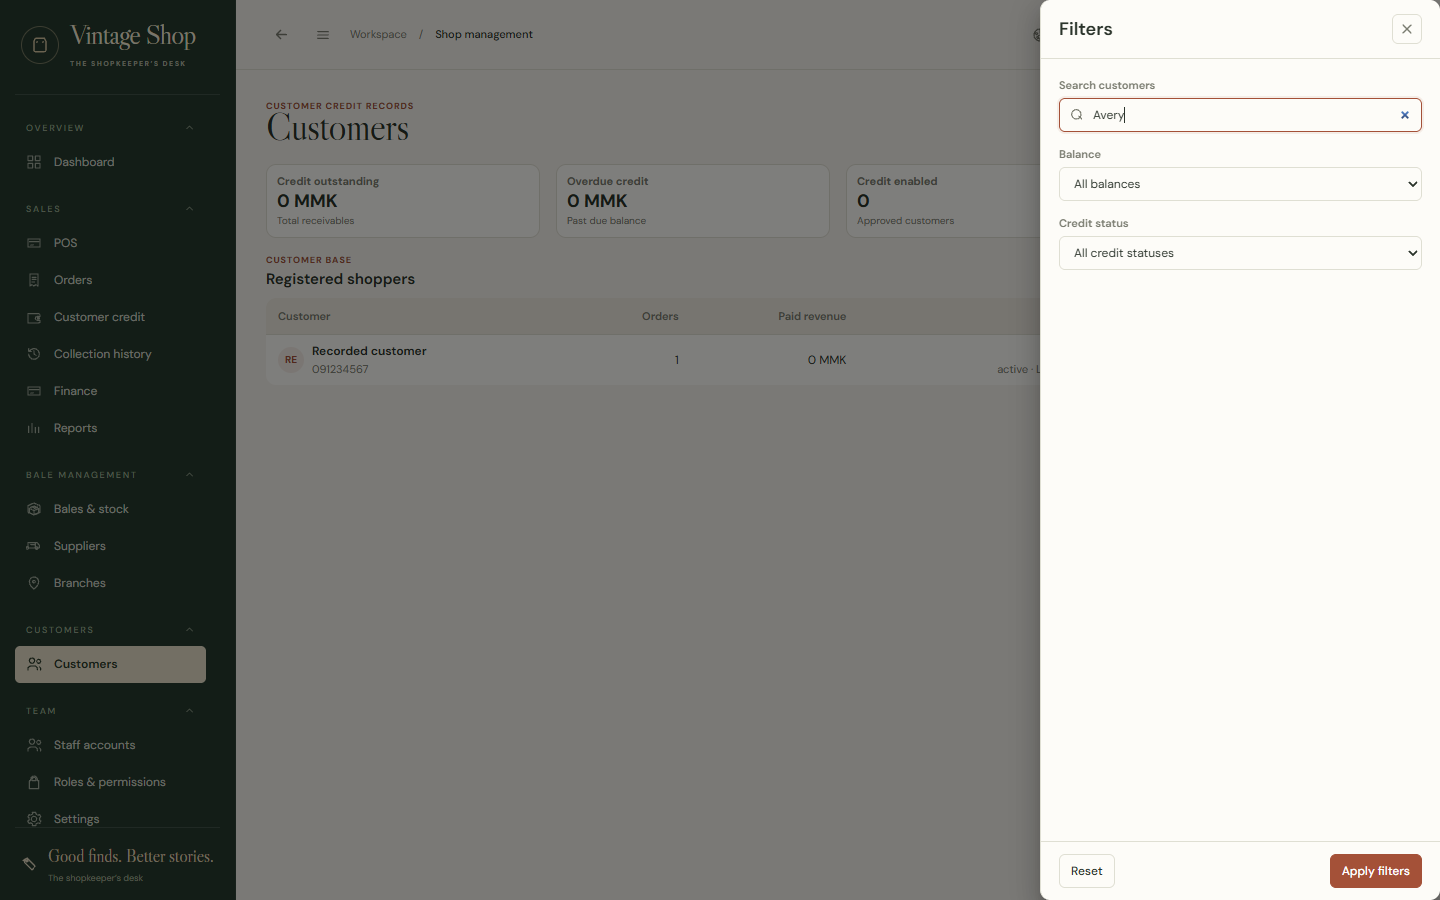 Vintage Shop
THE SHOPKEEPER'S DESK
OVERVIEW
Dashboard
SALES
POS
Orders
Customer credit
Collection history
Finance
Reports
BALE MANAGEMENT
Bales & stock
Suppliers
Branches
CUSTOMERS
Customers
TEAM
Staff accounts
Roles & permissions
Settings
Good finds. Better stories.
The shopkeeper's desk
Workspace / Shop management
CUSTOMER CREDIT RECORDS
Customers
Credit outstanding
0 MMK
Total receivables
Overdue credit
0 MMK
Past due balance
Credit enabled
0
Approved customers
CUSTOMER BASE
Registered shoppers
Customer Orders Paid revenue
RE Recorded customer 1 0 MMK
091234567 active · L
Filters
Search customers
Avery
Balance
All balances
Credit status
All credit statuses
Reset Apply filters